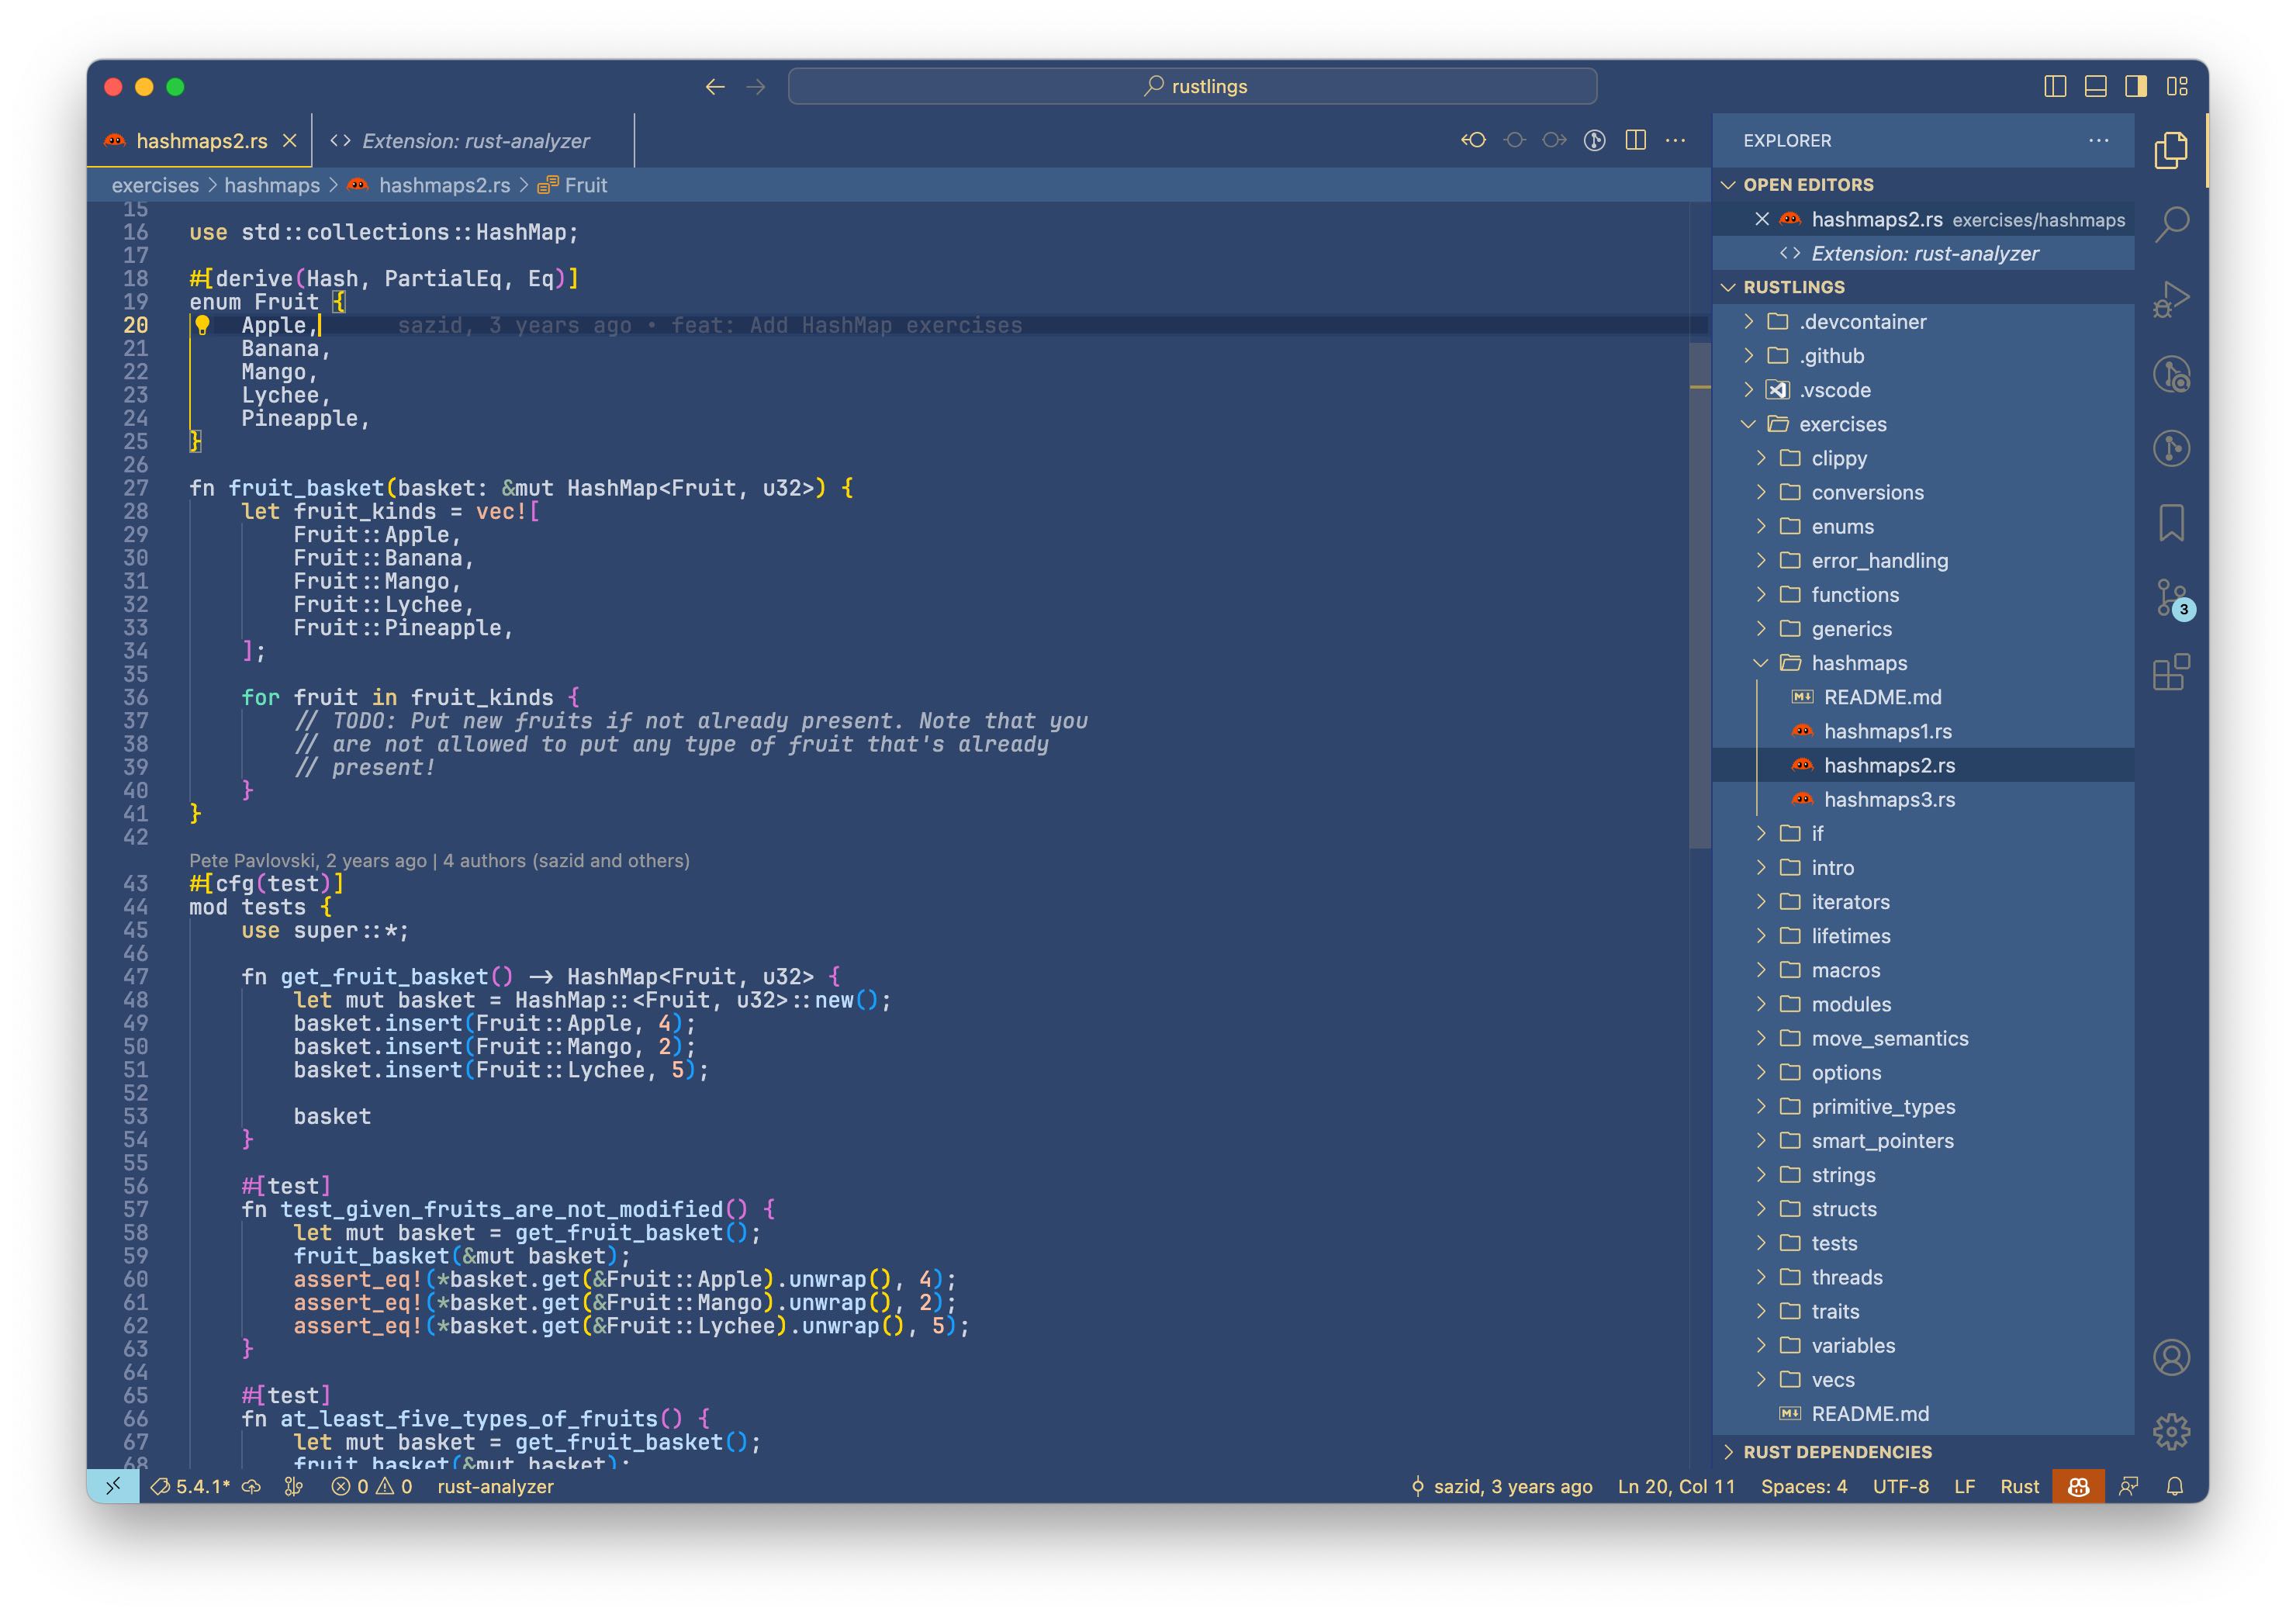 rustlings
hashmaps2.rs
Extension: rust-analyzer
exercises > hashmaps > hashmaps2.rs > Fruit
15
16 use std::collections::HashMap;
17
18 #[derive(Hash, PartialEq, Eq)]
19 enum Fruit {
20     Apple,      sazid, 3 years ago • feat: Add HashMap exercises
21     Banana,
22     Mango,
23     Lychee,
24     Pineapple,
25 }
26
27 fn fruit_basket(basket: &mut HashMap<Fruit, u32>) {
28     let fruit_kinds = vec![
29         Fruit::Apple,
30         Fruit::Banana,
31         Fruit::Mango,
32         Fruit::Lychee,
33         Fruit::Pineapple,
34     ];
35
36     for fruit in fruit_kinds {
37         // TODO: Put new fruits if not already present. Note that you
38         // are not allowed to put any type of fruit that's already
39         // present!
40     }
41 }
42
Pete Pavlovski, 2 years ago | 4 authors (sazid and others)
43 #[cfg(test)]
44 mod tests {
45     use super::*;
46
47     fn get_fruit_basket() -> HashMap<Fruit, u32> {
48         let mut basket = HashMap::<Fruit, u32>::new();
49         basket.insert(Fruit::Apple, 4);
50         basket.insert(Fruit::Mango, 2);
51         basket.insert(Fruit::Lychee, 5);
52
53         basket
54     }
55
56     #[test]
57     fn test_given_fruits_are_not_modified() {
58         let mut basket = get_fruit_basket();
59         fruit_basket(&mut basket);
60         assert_eq!(*basket.get(&Fruit::Apple).unwrap(), 4);
61         assert_eq!(*basket.get(&Fruit::Mango).unwrap(), 2);
62         assert_eq!(*basket.get(&Fruit::Lychee).unwrap(), 5);
63     }
64
65     #[test]
66     fn at_least_five_types_of_fruits() {
67         let mut basket = get_fruit_basket();
68         fruit_basket(&mut basket);
EXPLORER
OPEN EDITORS
hashmaps2.rs exercises/hashmaps
Extension: rust-analyzer
RUSTLINGS
.devcontainer
.github
.vscode
exercises
clippy
conversions
enums
error_handling
functions
generics
hashmaps
README.md
hashmaps1.rs
hashmaps2.rs
hashmaps3.rs
if
intro
iterators
lifetimes
macros
modules
move_semantics
options
primitive_types
smart_pointers
strings
structs
tests
threads
traits
variables
vecs
README.md
RUST DEPENDENCIES
3
5.4.1* 0 0 rust-analyzer
sazid, 3 years ago Ln 20, Col 11 Spaces: 4 UTF-8 LF Rust